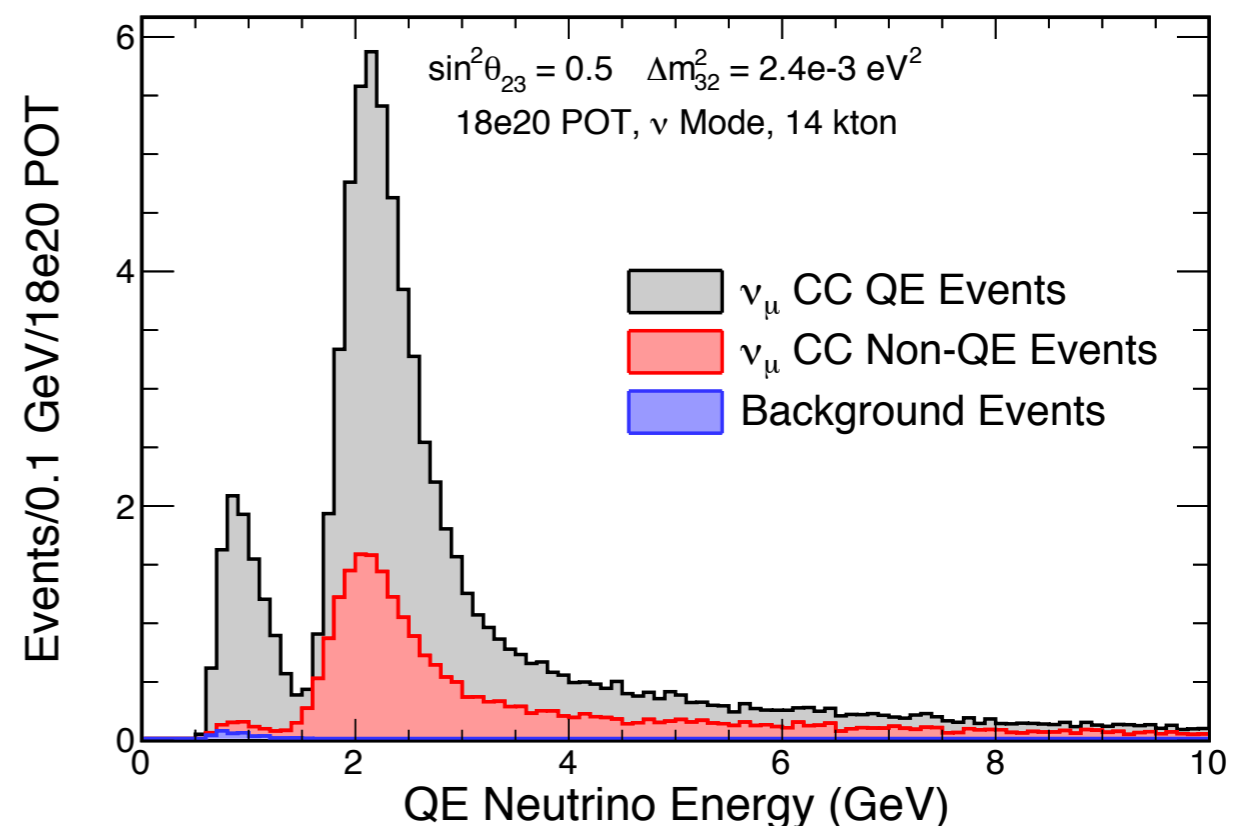 Events/0.1 GeV/18e20 POT
6
4
2
0
sin²θ₂₃ = 0.5 Δm²₃₂ = 2.4e-3 eV²
18e20 POT, ν Mode, 14 kton
ν_μ CC QE Events
ν_μ CC Non-QE Events
Background Events
0 2 4 6 8 10
QE Neutrino Energy (GeV)